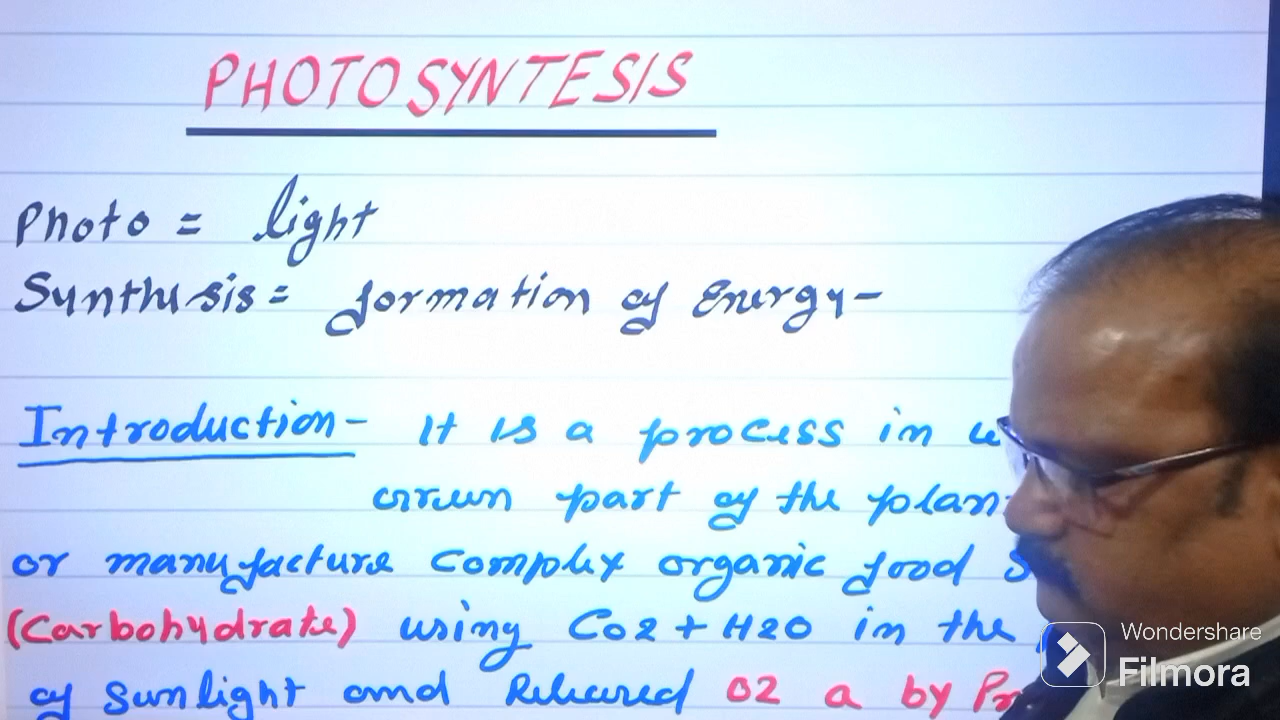 PHOTOSYNTESIS
Photo = light
Synthesis = formation of Energy-
Introduction- It is a process in
Green part of the
or manufacture complex organic food
(Carbohydrate) using CO2 + H2O in the
of sunlight and Released O2 a by
Wondershare
Filmora